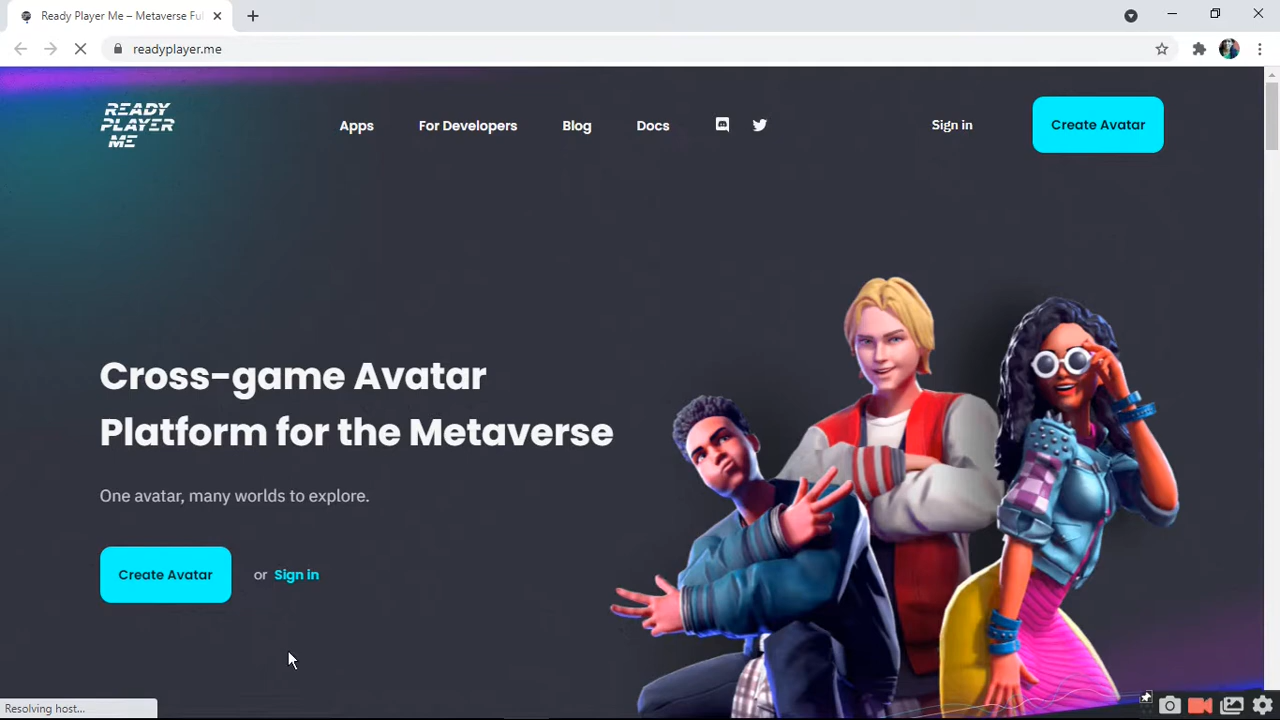 Ready Player Me – Metaverse Ful
readyplayer.me
READY
PLAYER
ME
Apps
For Developers
Blog
Docs
Sign in
Create Avatar
Cross-game Avatar
Platform for the Metaverse
One avatar, many worlds to explore.
Create Avatar
or Sign in
Resolving host...